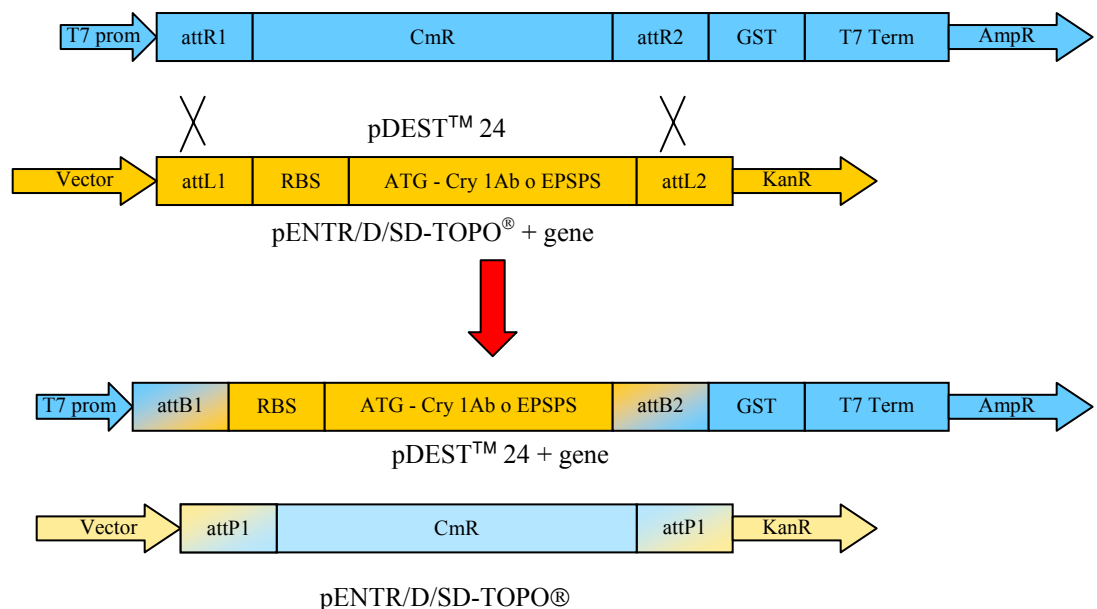 T7 prom attR1 CmR attR2 GST T7 Term AmpR
pDEST™ 24
Vector attL1 RBS ATG - Cry 1Ab o EPSPS attL2 KanR
pENTR/D/SD-TOPO® + gene
T7 prom attB1 RBS ATG - Cry 1Ab o EPSPS attB2 GST T7 Term AmpR
pDEST™ 24 + gene
Vector attP1 CmR attP1 KanR
pENTR/D/SD-TOPO®